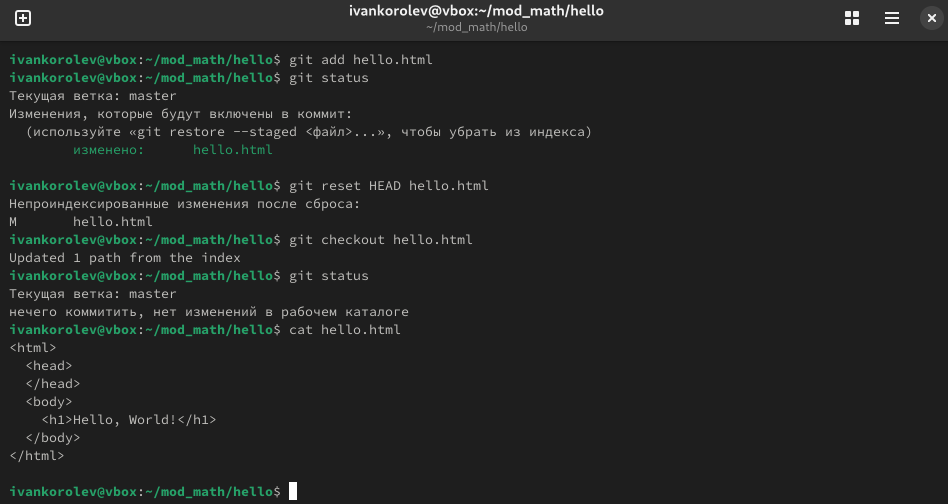 ivankorolev@vbox:~/mod_math/hello
~/mod_math/hello
ivankorolev@vbox:~/mod_math/hello$ git add hello.html
ivankorolev@vbox:~/mod_math/hello$ git status
Текущая ветка: master
Изменения, которые будут включены в коммит:
  (используйте «git restore --staged <файл>...», чтобы убрать из индекса)
        изменено:      hello.html
ivankorolev@vbox:~/mod_math/hello$ git reset HEAD hello.html
Непроиндексированные изменения после сброса:
M       hello.html
ivankorolev@vbox:~/mod_math/hello$ git checkout hello.html
Updated 1 path from the index
ivankorolev@vbox:~/mod_math/hello$ git status
Текущая ветка: master
нечего коммитить, нет изменений в рабочем каталоге
ivankorolev@vbox:~/mod_math/hello$ cat hello.html
<html>
  <head>
  </head>
  <body>
    <h1>Hello, World!</h1>
  </body>
</html>
ivankorolev@vbox:~/mod_math/hello$